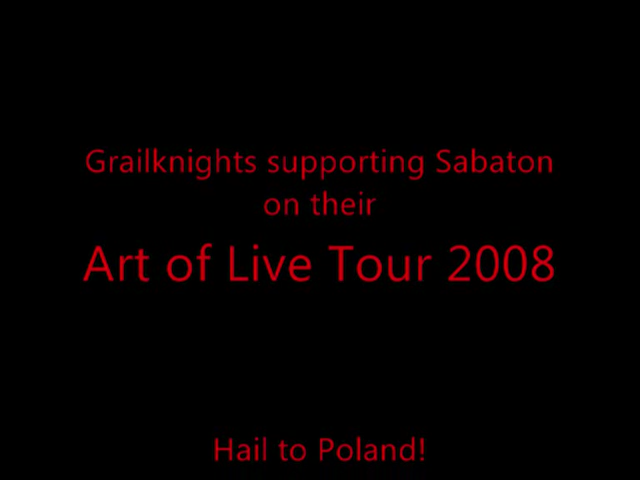 Grailknights supporting Sabaton
on their
Art of Live Tour 2008
Hail to Poland!